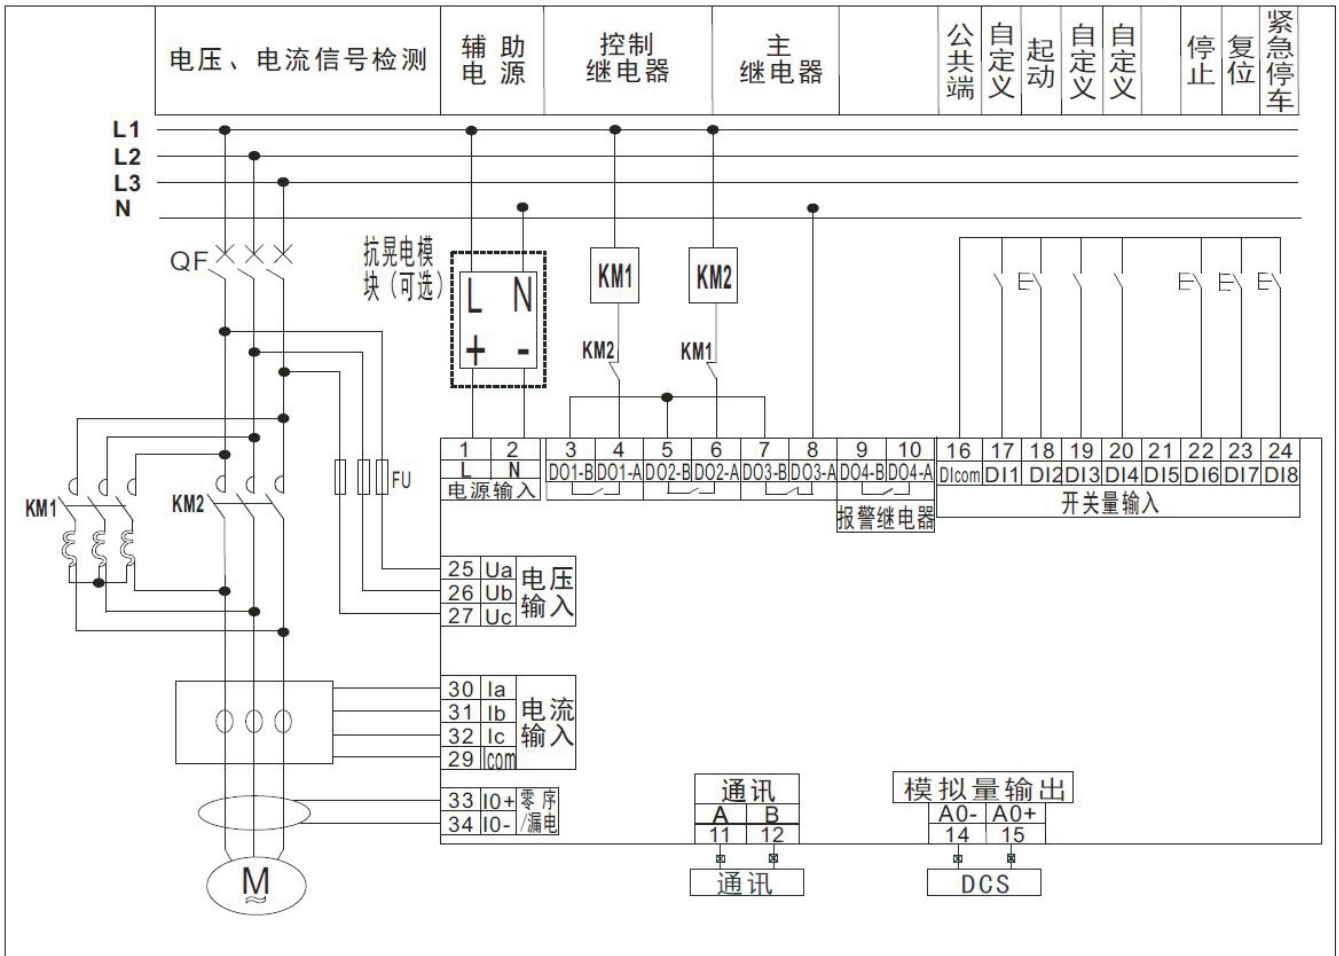 电压、电流信号检测
辅助
电源
控制
继电器
主
继电器
公共端
自定义
起动
自定义
自定义
停止
复位
紧急停车
L1
L2
L3
N
QF
抗晃电模
块（可选）
L N
+ -
KM1
KM2
KM2
KM1
1 2 3 4 5 6 7 8 9 10 16 17 18 19 20 21 22 23 24
L N DO1-B DO1-A DO2-B DO2-A DO3-B DO3-A DO4-B DO4-A DIcom DI1 DI2 DI3 DI4 DI5 DI6 DI7 DI8
电源输入
报警继电器
开关量输入
FU
KM1
KM2
25 Ua
26 Ub
27 Uc
电压
输入
30 Ia
31 Ib
32 Ic
29 Icom
电流
输入
33 I0+ 零序
34 I0- /漏电
M
≈
通讯
A B
11 12
通讯
模拟量输出
A0- A0+
14 15
DCS